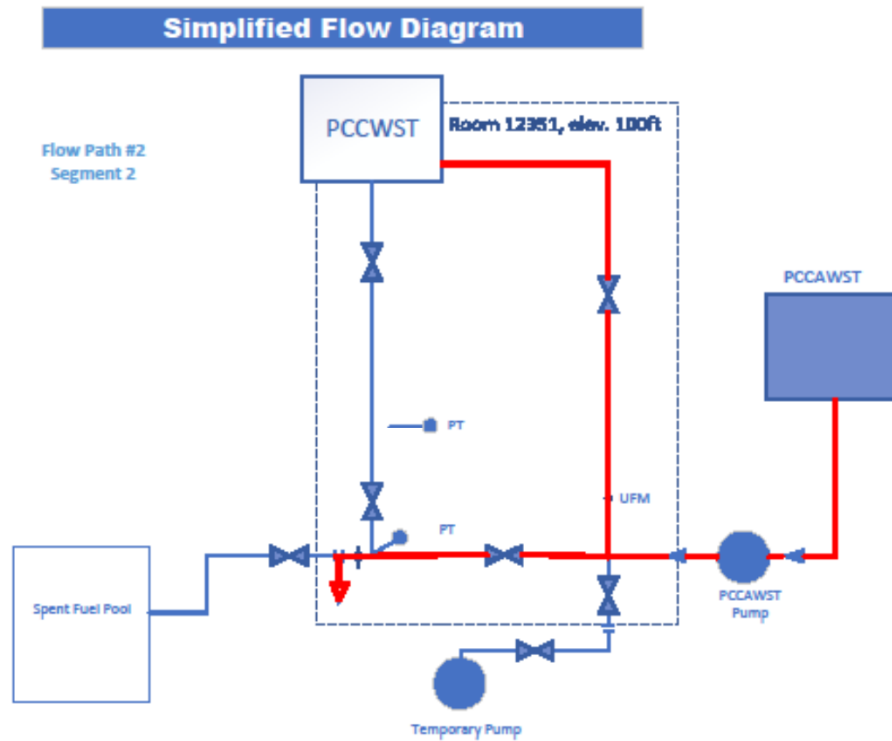 Simplified Flow Diagram
PCCWST
Room 12351, elev. 100ft
Flow Path #2
Segment 2
PCCAWST
PT
UFM
PT
Spent Fuel Pool
PCCAWST
Pump
Temporary Pump